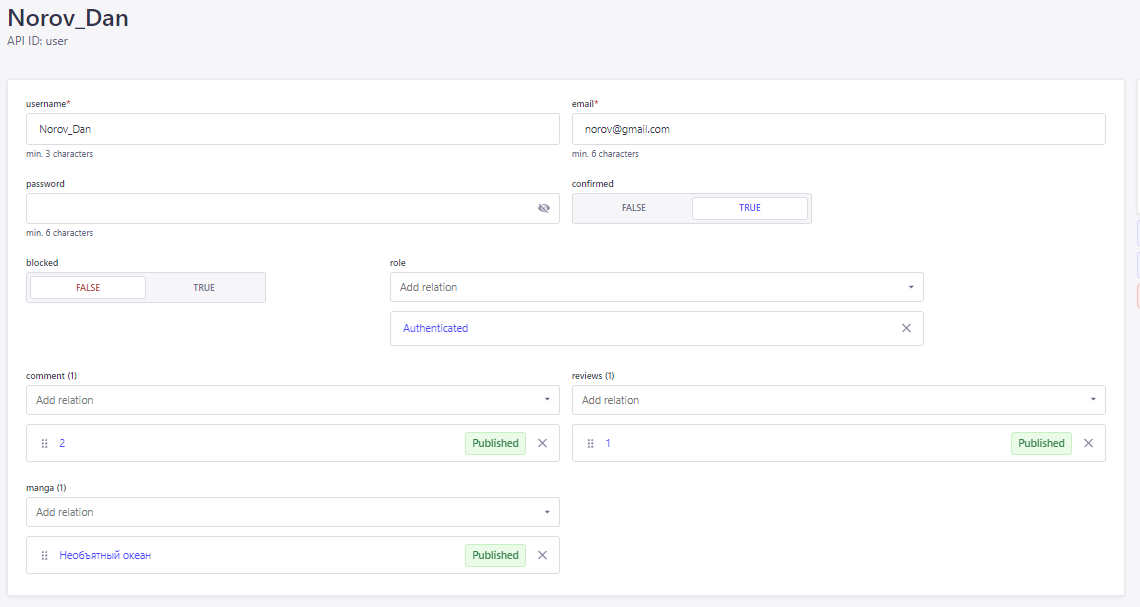 Norov_Dan
API ID: user
username*
email*
Norov_Dan
norov@gmail.com
min. 3 characters
min. 6 characters
password
confirmed
FALSE
TRUE
min. 6 characters
blocked
role
FALSE
TRUE
Add relation
Authenticated
comment (1)
reviews (1)
Add relation
Add relation
2
Published
1
Published
manga (1)
Add relation
Необъятный океан
Published